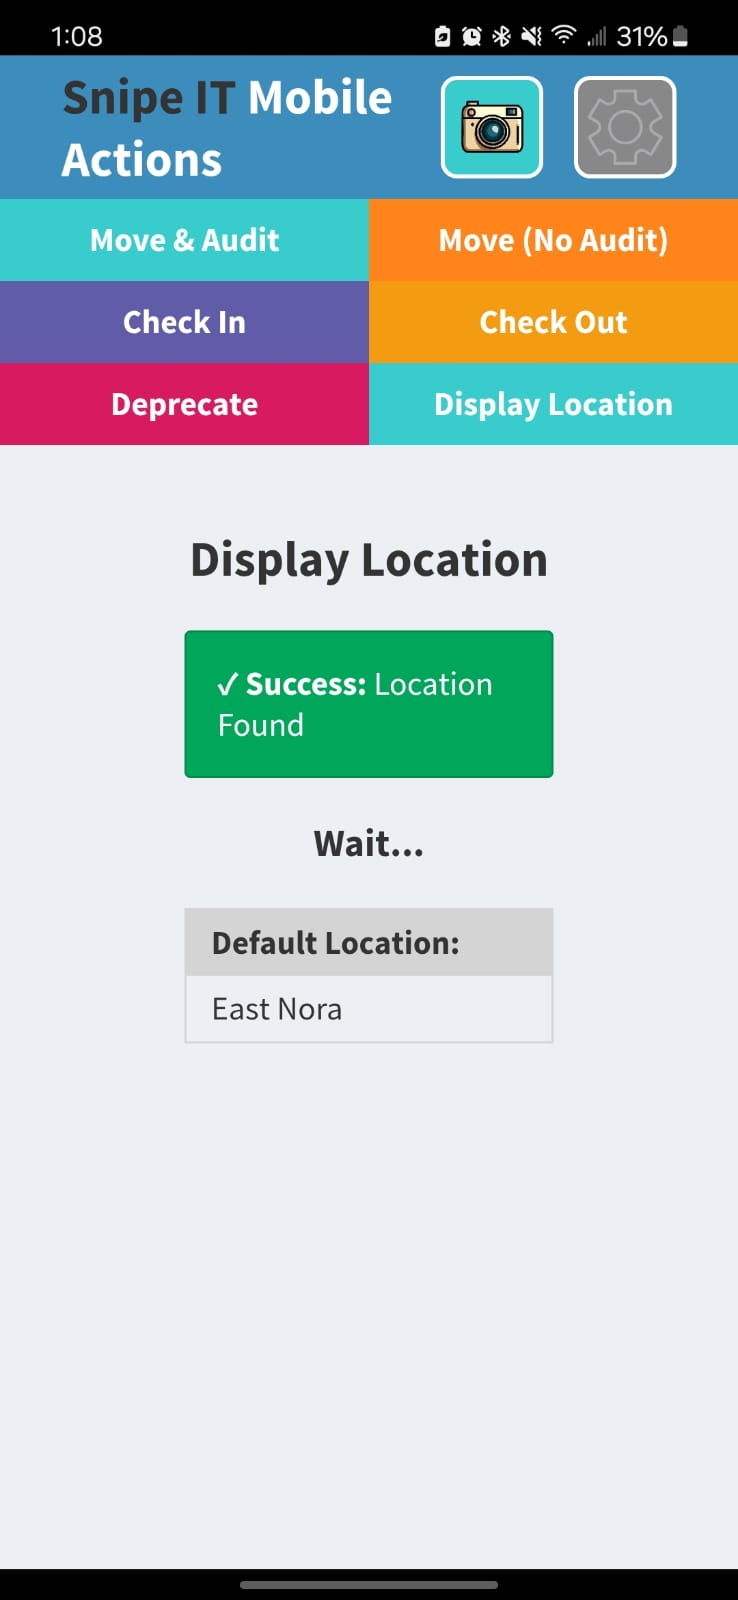 1:08
31%
Snipe IT Mobile
Actions
Move & Audit
Move (No Audit)
Check In
Check Out
Deprecate
Display Location
Display Location
✓ Success: Location
Found
Wait...
Default Location:
East Nora